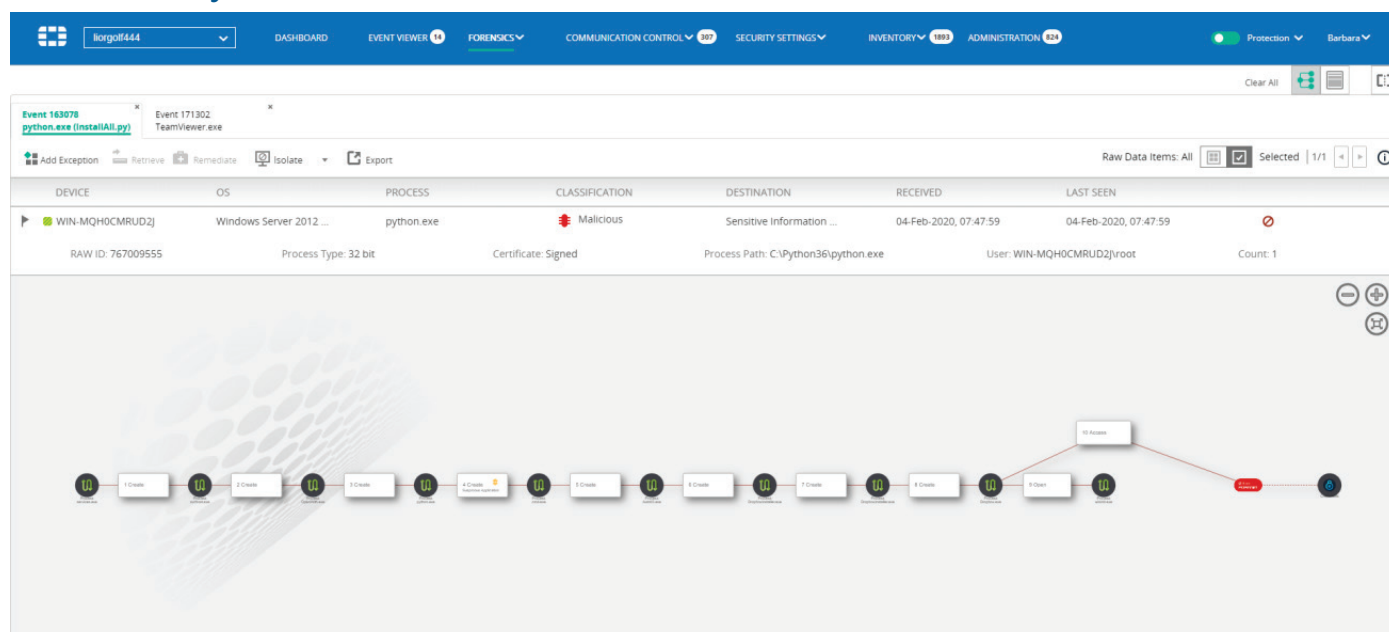 liorgolf444
DASHBOARD
EVENT VIEWER 14
FORENSICS
COMMUNICATION CONTROL 307
SECURITY SETTINGS
INVENTORY 1893
ADMINISTRATION 824
Protection
Barbara
Clear All
Event 163078
python.exe (InstallAll.py)
Event 171302
TeamViewer.exe
Add Exception Retrieve Remediate Isolate Export
Raw Data Items: All Selected 1/1
DEVICE OS PROCESS CLASSIFICATION DESTINATION RECEIVED LAST SEEN
WIN-MQH0CMRUD2J Windows Server 2012 ... python.exe Malicious Sensitive Information ... 04-Feb-2020, 07:47:59 04-Feb-2020, 07:47:59
RAW ID: 767009555 Process Type: 32 bit Certificate: Signed Process Path: C:\Python36\python.exe User: WIN-MQH0CMRUD2J\root Count: 1
10 Access
1 Create
2 Create
3 Create
4 Create
5 Create
6 Create
7 Create
8 Create
9 Open